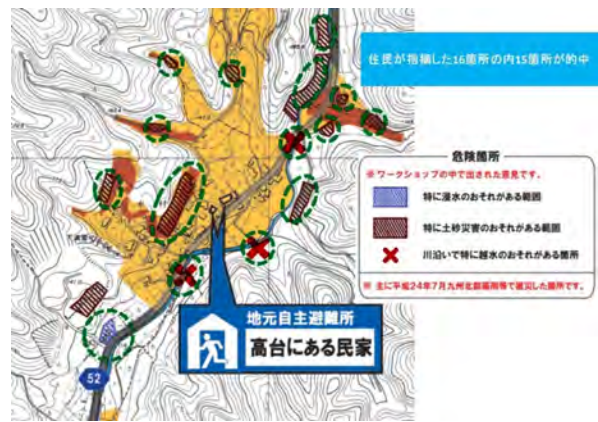 住民が指摘した16箇所の内15箇所が的中
危険箇所
※ワークショップの中で出された意見です。
特に浸水のおそれがある範囲
特に土砂災害のおそれがある範囲
川沿いで特に越水のおそれがある箇所
※ 主に平成24年7月九州北部豪雨等で被災した箇所です。
地元自主避難所
高台にある民家
52